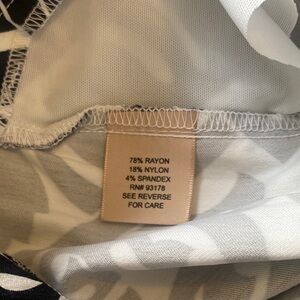 78% RAYON
18% NYLON
4% SPANDEX
RN# 93178
SEE REVERSE
FOR CARE